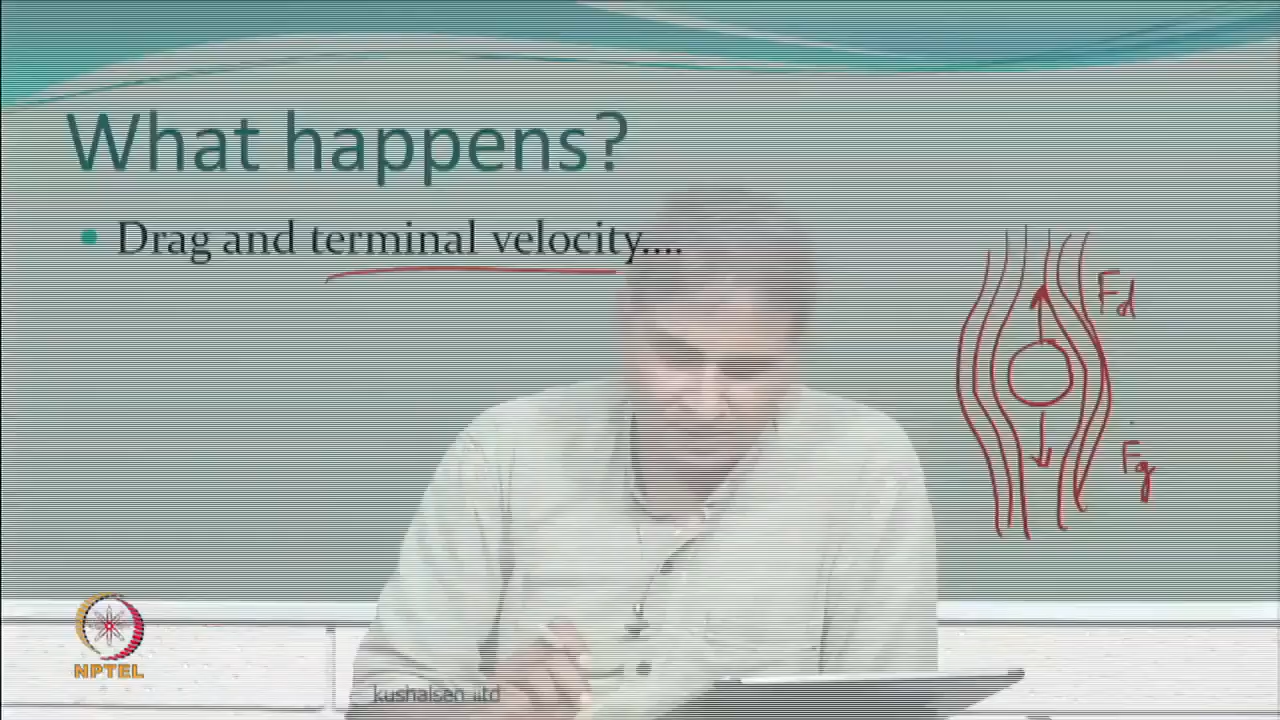 What happens?
Drag and terminal velocity....
Fd
Fg
NPTEL
kushalsen iitd